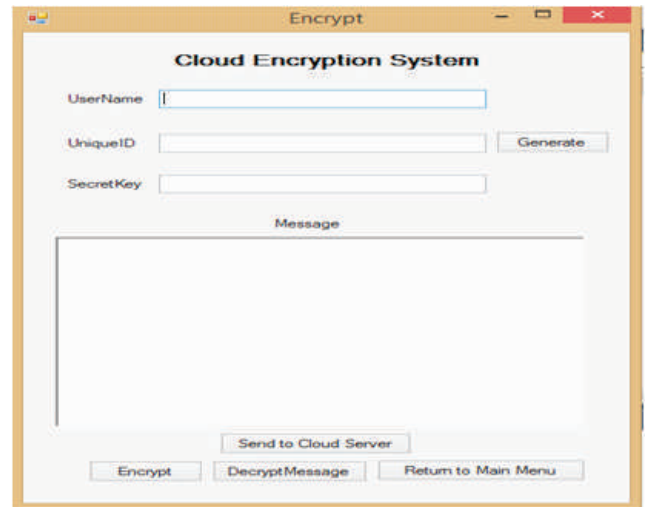 Encrypt
Cloud Encryption System
UserName
UniqueID Generate
SecretKey
Message
Send to Cloud Server
Encrypt DecryptMessage Return to Main Menu